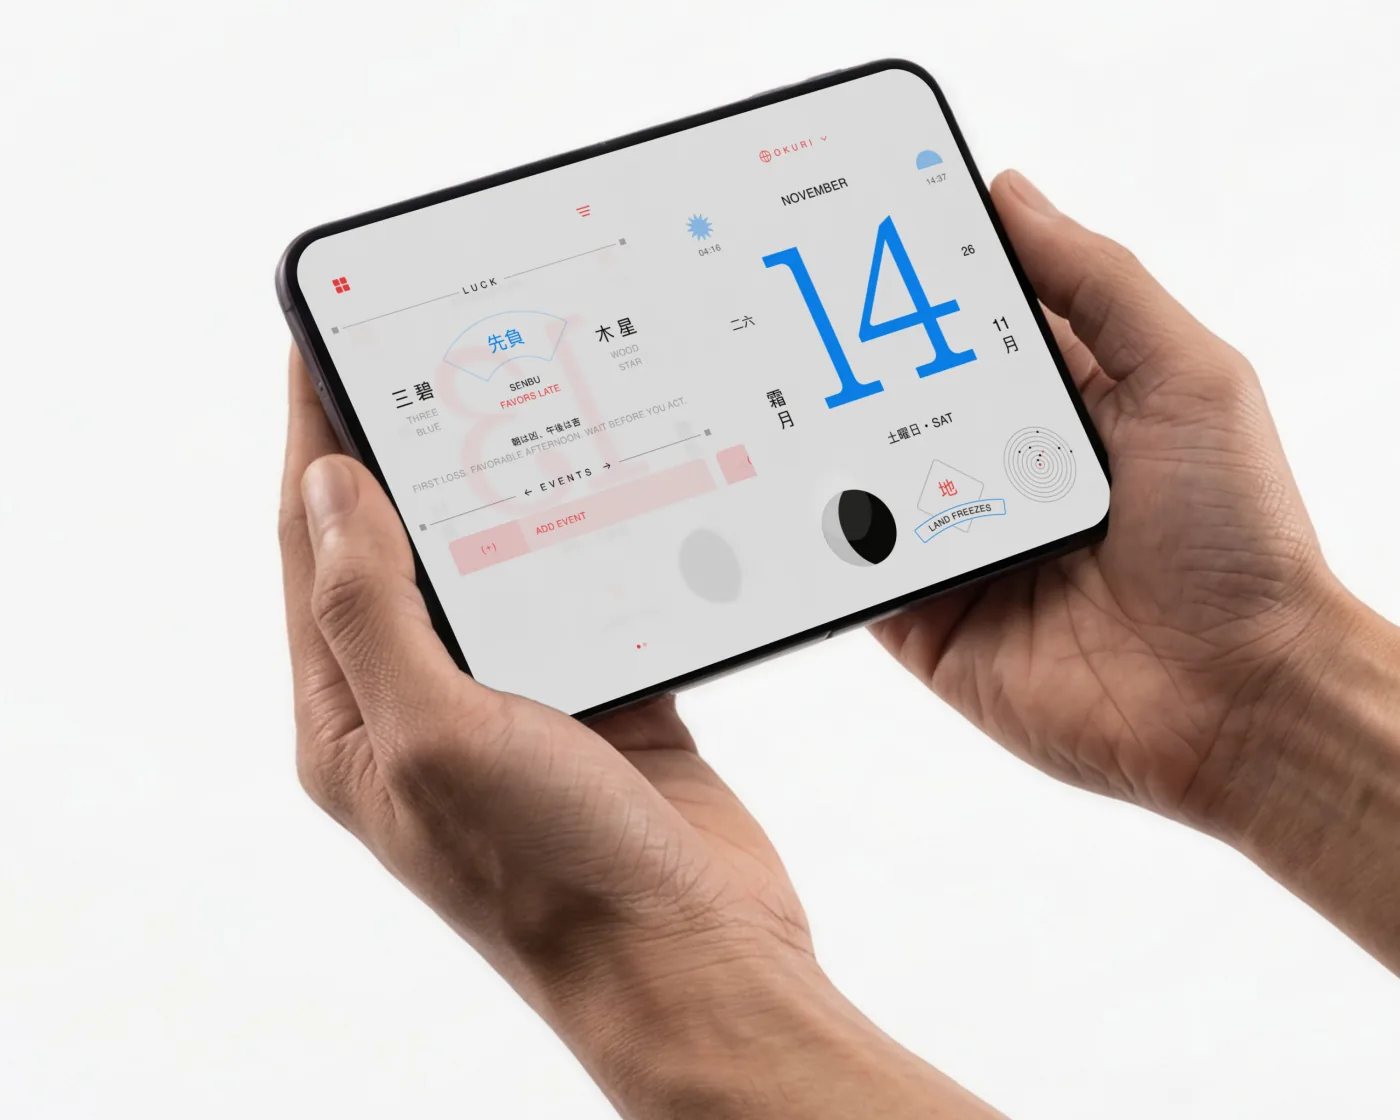 LUCK
先負
木星
WOOD
STAR
三碧
THREE
BLUE
SENBU
FAVORS LATE
朝は凶、午後は吉
FIRST LOSS. FAVORABLE AFTERNOON. WAIT BEFORE YOU ACT.
← EVENTS →
(+)
ADD EVENT
OKURI
NOVEMBER
04:16
14:37
14
26
二六
11
月
霜
月
土曜日・SAT
地
LAND FREEZES